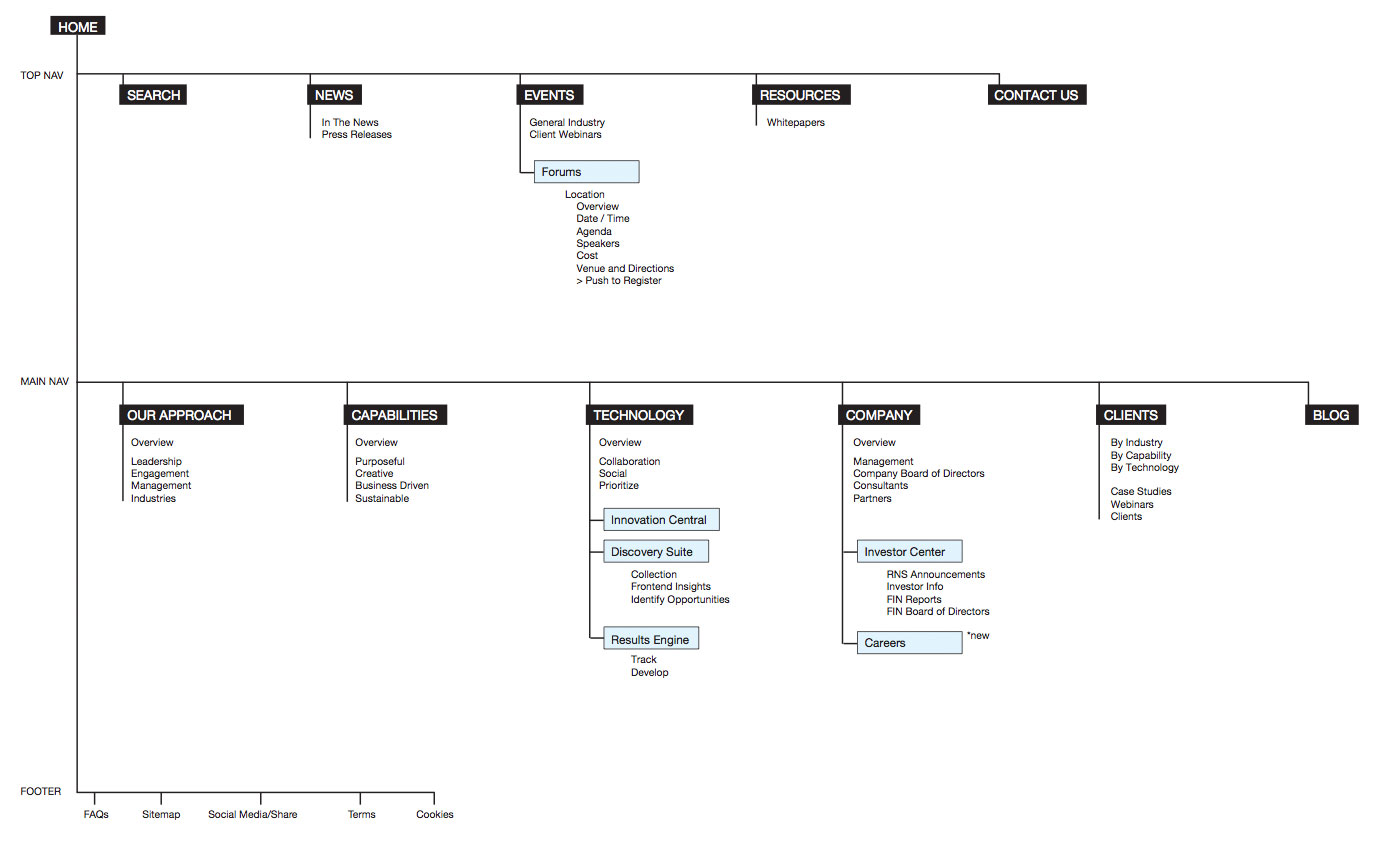 HOME
TOP NAV
SEARCH
NEWS
In The News
Press Releases
EVENTS
General Industry
Client Webinars
Forums
Location
Overview
Date / Time
Agenda
Speakers
Cost
Venue and Directions
> Push to Register
RESOURCES
Whitepapers
CONTACT US
MAIN NAV
OUR APPROACH
Overview
Leadership
Engagement
Management
Industries
CAPABILITIES
Overview
Purposeful
Creative
Business Driven
Sustainable
TECHNOLOGY
Overview
Collaboration
Social
Prioritize
Innovation Central
Discovery Suite
Collection
Frontend Insights
Identify Opportunities
Results Engine
Track
Develop
COMPANY
Overview
Management
Company Board of Directors
Consultants
Partners
Investor Center
RNS Announcements
Investor Info
FIN Reports
FIN Board of Directors
Careers
*new
CLIENTS
By Industry
By Capability
By Technology
Case Studies
Webinars
Clients
BLOG
FOOTER
FAQs
Sitemap
Social Media/Share
Terms
Cookies